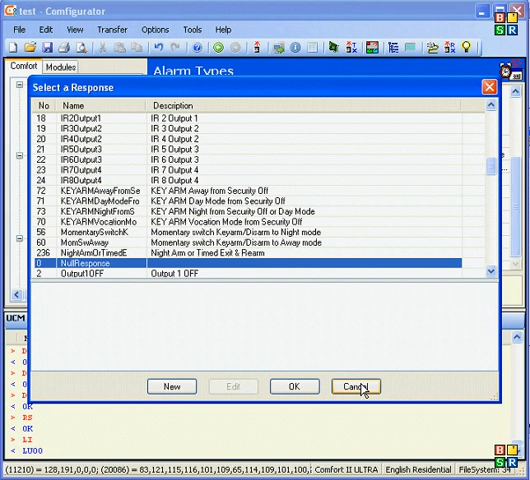 test - Comfigurator
File Edit View Transfer Options Tools Help
Comfort Modules
Alarm Types
Select a Response
No Name Description
18 IR2Output1 IR 2 Output 1
19 IR3Output2 IR 3 Output 2
20 IR4Output2 IR 4 Output 2
21 IR5Output3 IR 5 Output 3
22 IR6Output3 IR 6 Output 3
23 IR7Output4 IR 7 Output 4
24 IR8Output4 IR 8 Output 4
72 KEYARMAwayFromSe KEY ARM Away from Security Off
71 KEYARMDayModeFro KEY ARM Day Mode from Security Off
73 KEYARMNightFromS KEY ARM Night from Security Off or Day Mode
70 KEYARMVocationMo KEY ARM Vocation Mode from Security Off
56 MomentarySwitchK Momentary switch Keyarm/Disarm to Night mode
60 MomSwAway Momentary switch Keyarm/Disarm to Away mode
236 NightArmOrTimedE Night Arm or Timed Exit & Rearm
0 NullResponse
2 Output1OFF Output 1 OFF
UCM
New Edit OK Cancel
< OK
> RS
< OK
> LI
< LU00
(11210) = 128,191,0,0,0; (20086) = 83,121,115,116,101,109,65,114,109,101,100, Comfort II ULTRA English Residential FileSystem: 34
B
S R
B
S R